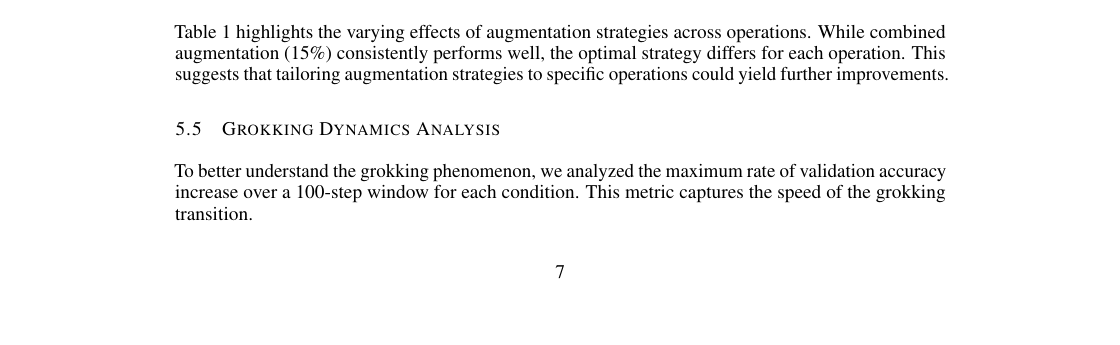 Table 1 highlights the varying effects of augmentation strategies across operations. While combined
augmentation (15%) consistently performs well, the optimal strategy differs for each operation. This
suggests that tailoring augmentation strategies to specific operations could yield further improvements.
5.5 GROKKING DYNAMICS ANALYSIS
To better understand the grokking phenomenon, we analyzed the maximum rate of validation accuracy
increase over a 100-step window for each condition. This metric captures the speed of the grokking
transition.
7